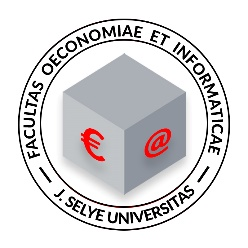 FACULTAS OECONOMIAE ET INFORMATICAE
€ @
— J. SELYE UNIVERSITAS —